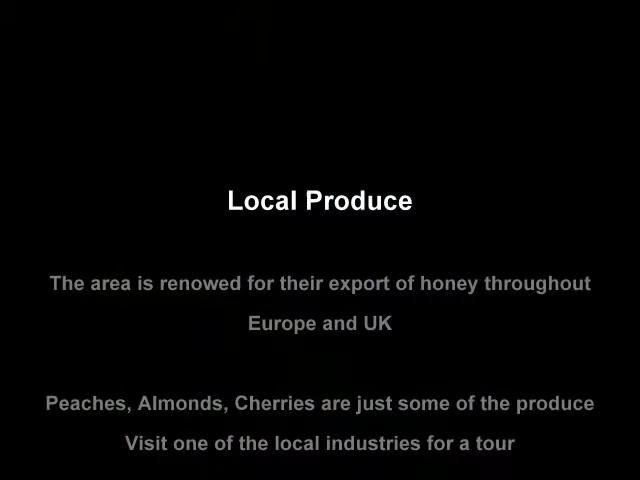 Local Produce
The area is renowed for their export of honey throughout
Europe and UK
Peaches, Almonds, Cherries are just some of the produce
Visit one of the local industries for a tour